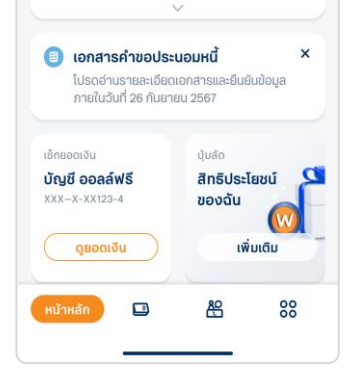 เอกสารคำขอประนอมหนี้
โปรดอ่านรายละเอียดเอกสารและยืนยันข้อมูล
ภายในวันที่ 26 กันยายน 2567
เช็กยอดเงิน
บัญชี ออลล์ฟรี
XXX-X-XX123-4
ดูยอดเงิน
ปุ่มลัด
สิทธิประโยชน์
ของฉัน
W
เพิ่มเติม
หน้าหลัก